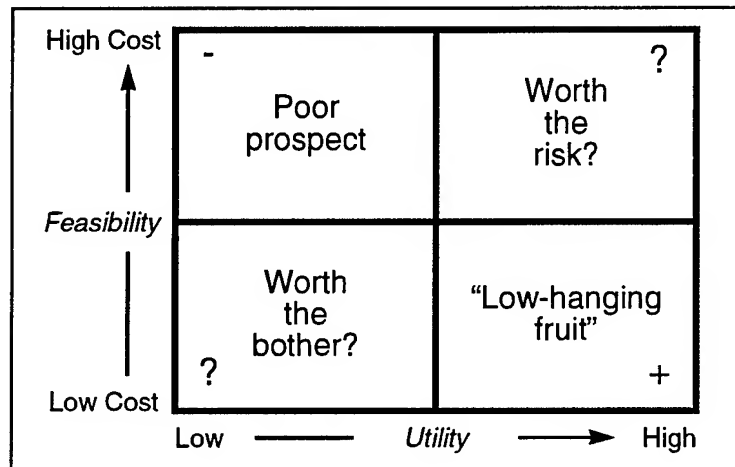 High Cost
-
?
Poor
prospect
Worth
the
risk?
Feasibility
Worth
the
bother?
?
“Low-hanging
fruit”
+
Low Cost
Low
Utility
High